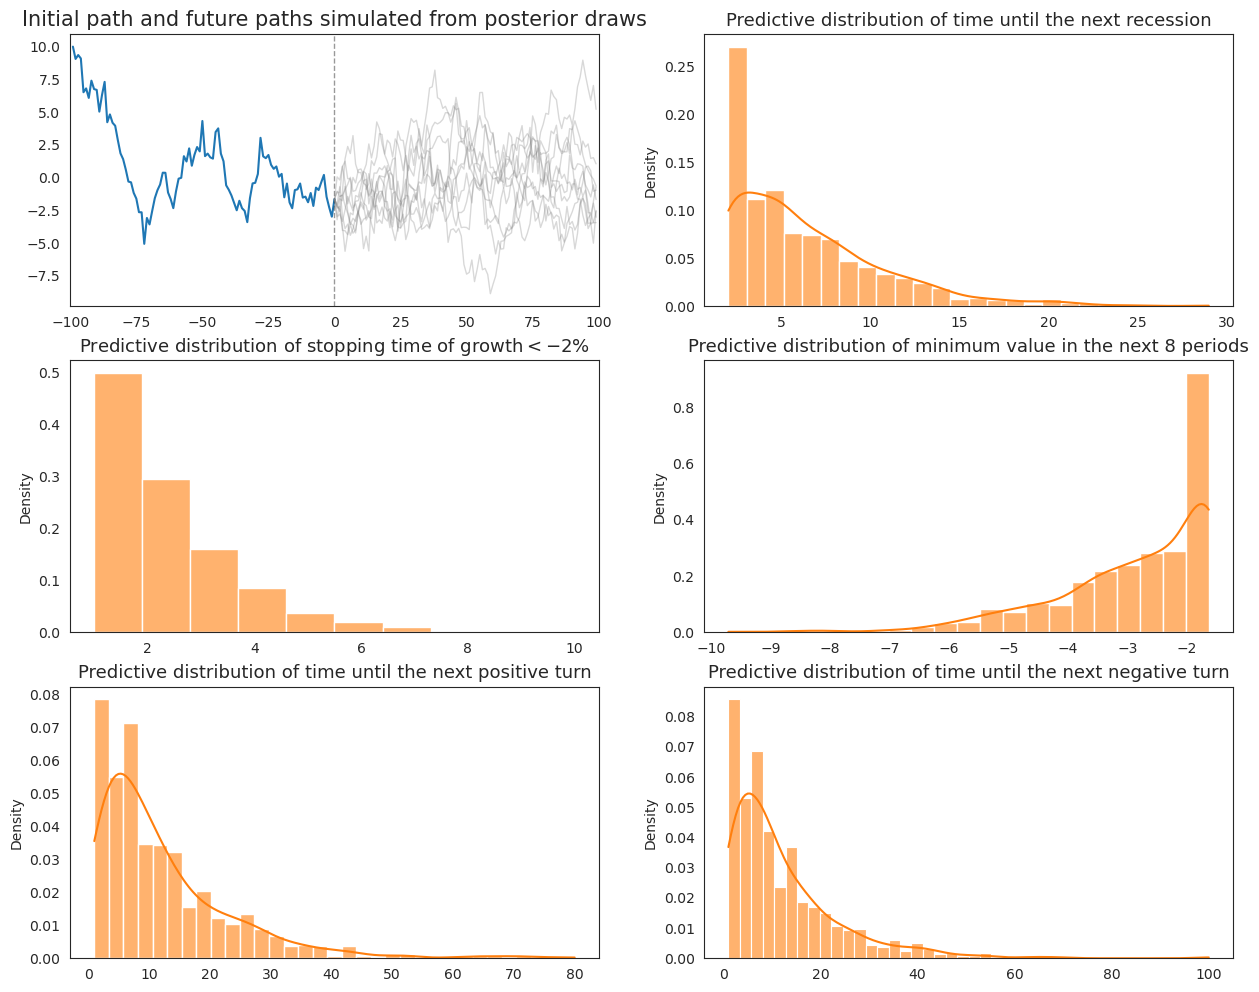 Initial path and future paths simulated from posterior draws
10.0
7.5
5.0
2.5
0.0
−2.5
−5.0
−7.5
−100 −75 −50 −25 0 25 50 75 100
Predictive distribution of time until the next recession
Density
0.25
0.20
0.15
0.10
0.05
0.00
5 10 15 20 25 30
Predictive distribution of stopping time of growth < −2%
Density
0.5
0.4
0.3
0.2
0.1
0.0
2 4 6 8 10
Predictive distribution of minimum value in the next 8 periods
Density
0.8
0.6
0.4
0.2
0.0
−10 −9 −8 −7 −6 −5 −4 −3 −2
Predictive distribution of time until the next positive turn
Density
0.08
0.07
0.06
0.05
0.04
0.03
0.02
0.01
0.00
0 10 20 30 40 50 60 70 80
Predictive distribution of time until the next negative turn
Density
0.08
0.07
0.06
0.05
0.04
0.03
0.02
0.01
0.00
0 20 40 60 80 100